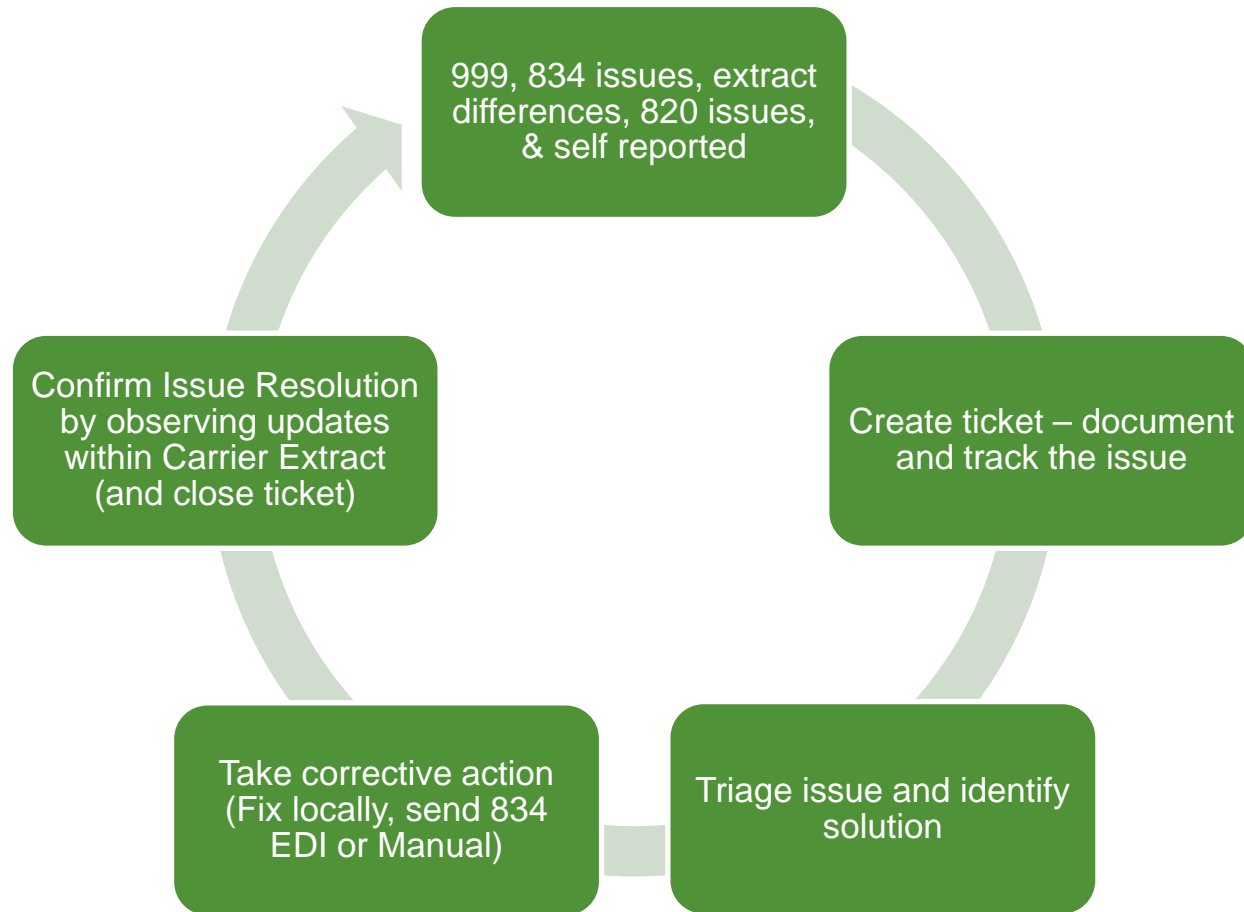 999, 834 issues, extract
differences, 820 issues,
& self reported
Create ticket – document
and track the issue
Triage issue and identify
solution
Take corrective action
(Fix locally, send 834
EDI or Manual)
Confirm Issue Resolution
by observing updates
within Carrier Extract
(and close ticket)